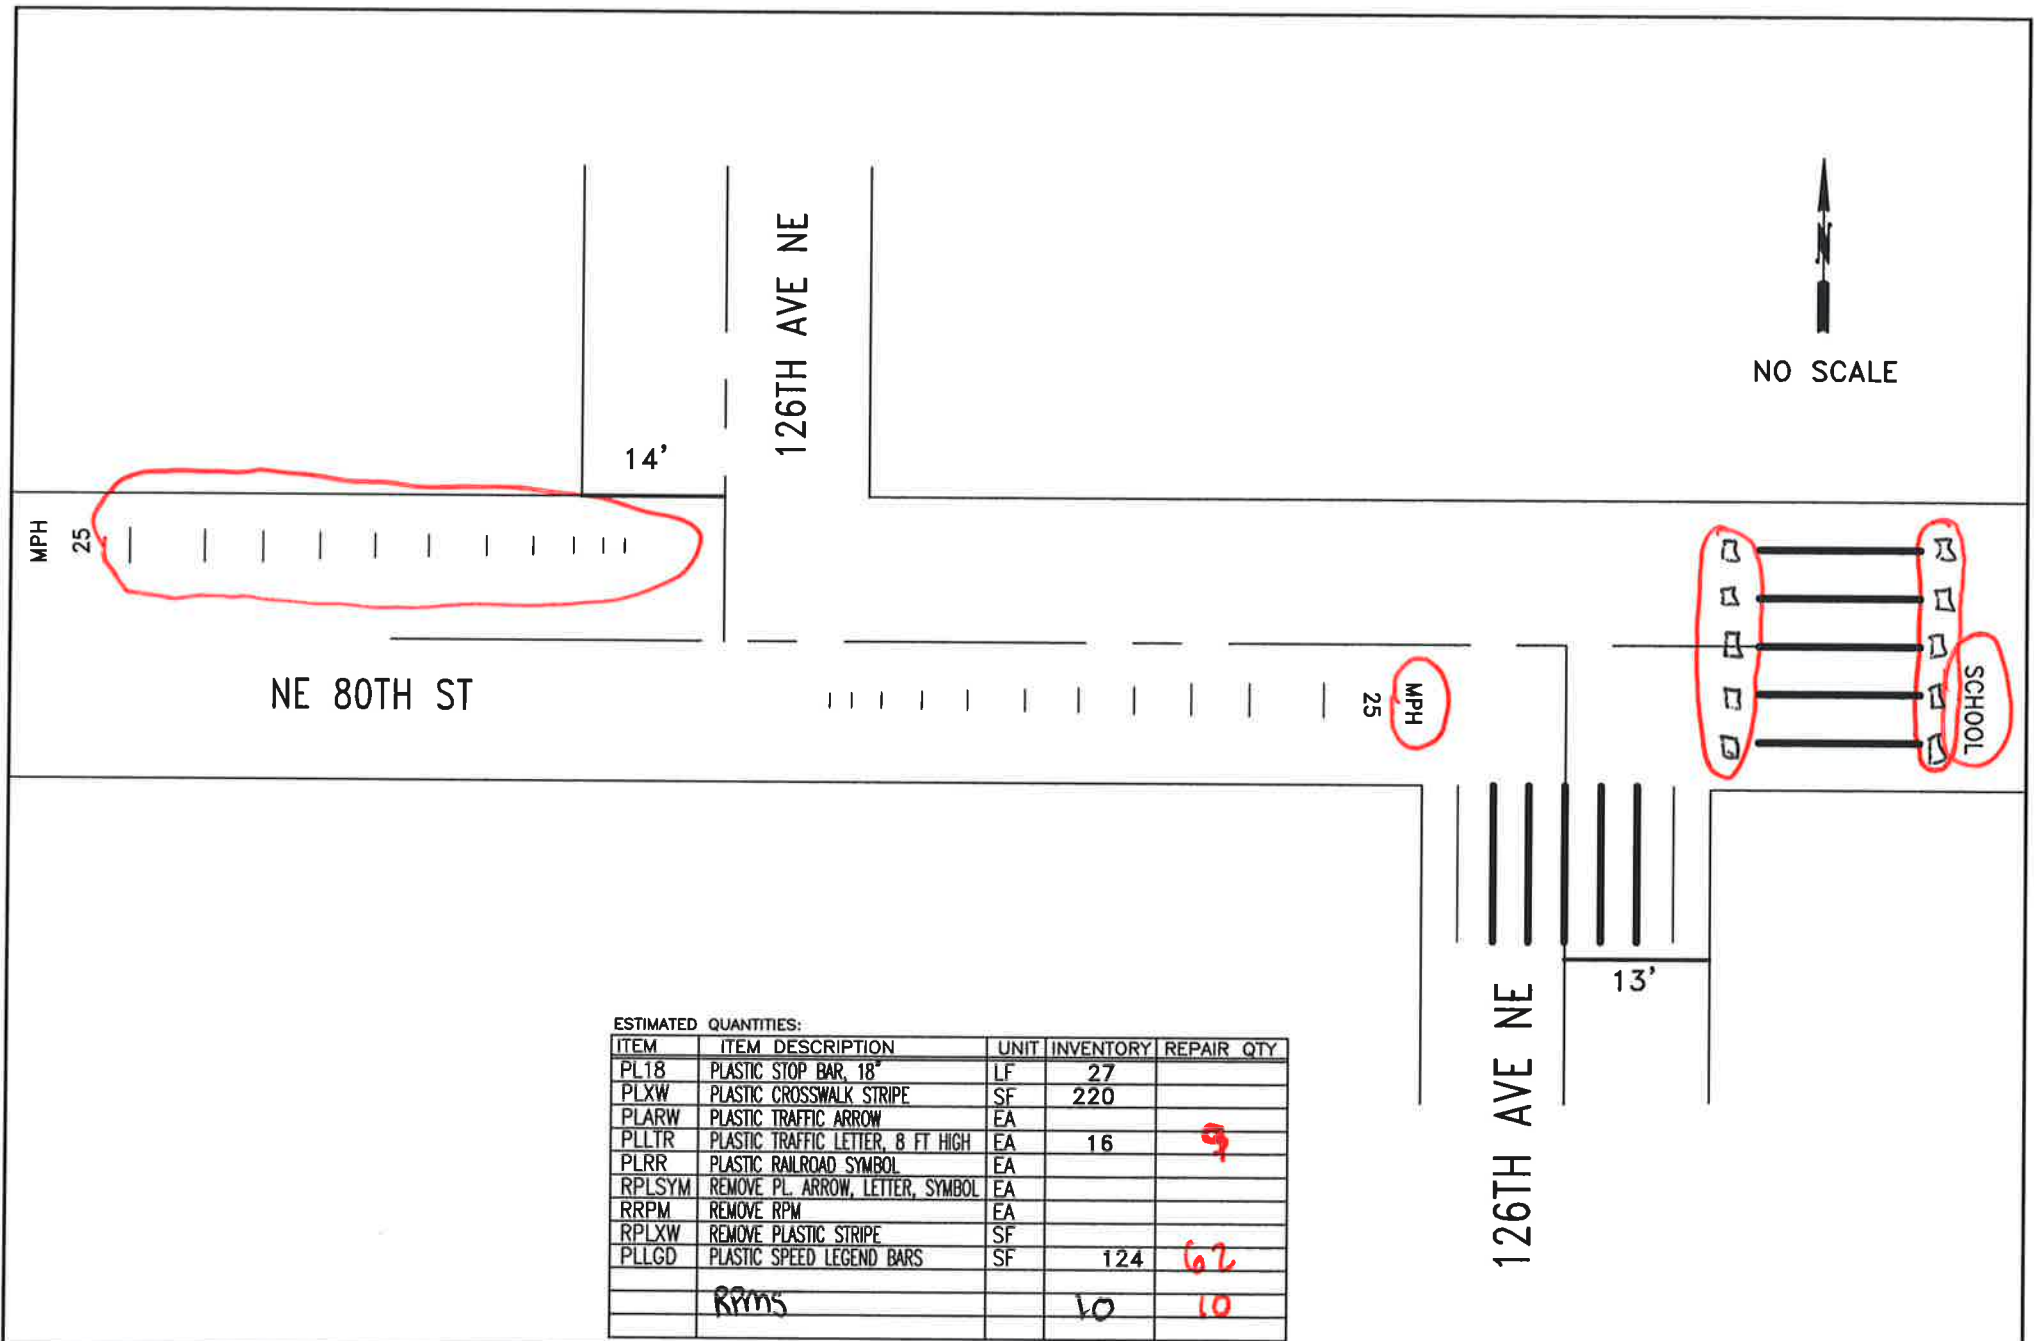 126TH AVE NE
N
NO SCALE
14'
MPH
25
NE 80TH ST
25
MPH
SCHOOL
13'
126TH AVE NE
ESTIMATED QUANTITIES:
ITEM ITEM DESCRIPTION UNIT INVENTORY REPAIR QTY
PL18 PLASTIC STOP BAR, 18" LF 27
PLXW PLASTIC CROSSWALK STRIPE SF 220
PLARW PLASTIC TRAFFIC ARROW EA
PLLTR PLASTIC TRAFFIC LETTER, 8 FT HIGH EA 16
PLRR PLASTIC RAILROAD SYMBOL EA
RPLSYM REMOVE PL. ARROW, LETTER, SYMBOL EA
RRPM REMOVE RPM EA
RPLXW REMOVE PLASTIC STRIPE SF
PLLGD PLASTIC SPEED LEGEND BARS SF 124 62
RPMS 10 10